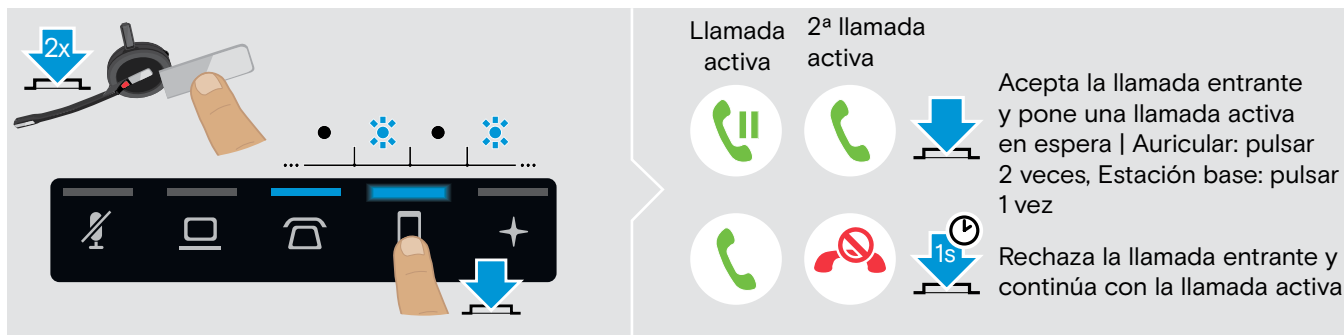 2x
Llamada
activa
2ª llamada
activa
Acepta la llamada entrante
y pone una llamada activa
en espera | Auricular: pulsar
2 veces, Estación base: pulsar
1 vez
1s
Rechaza la llamada entrante y
continúa con la llamada activa